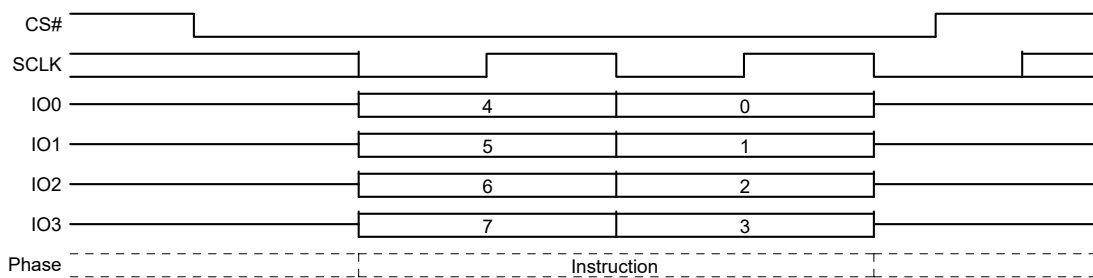 CS#
SCLK
IO0 4 0
IO1 5 1
IO2 6 2
IO3 7 3
Phase Instruction